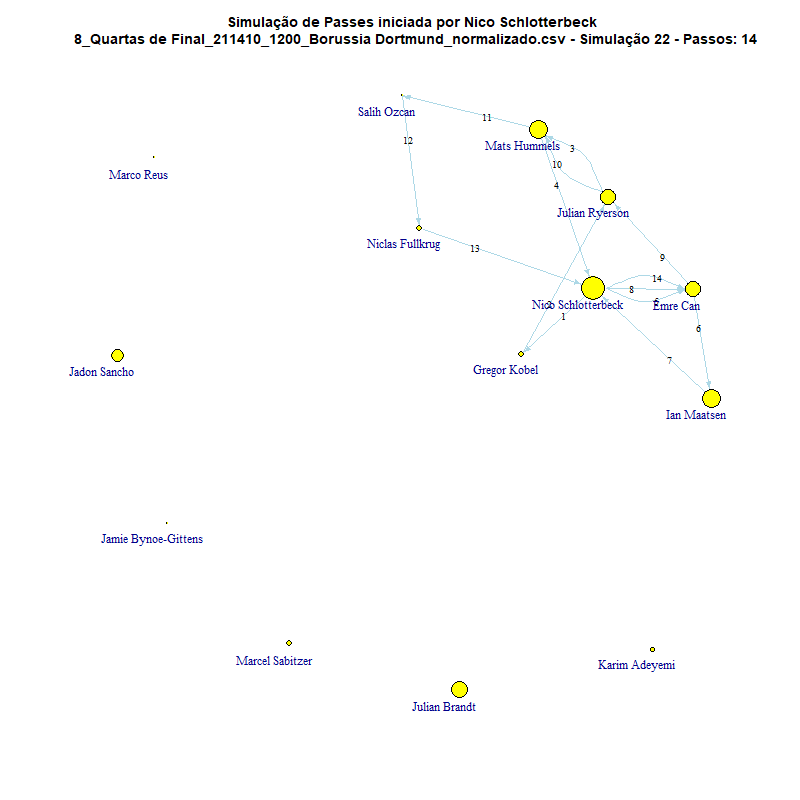 Simulação de Passes iniciada por Nico Schlotterbeck
8_Quartas de Final_211410_1200_Borussia Dortmund_normalizado.csv - Simulação 22 - Passos: 14
Salih Ozcan
11
Mats Hummels
12
3
10
Marco Reus
4
Julian Ryerson
Niclas Fullkrug
13
9
14
8
Nico Schlotterbeck
Emre Can
1
6
7
Gregor Kobel
Jadon Sancho
Ian Maatsen
Jamie Bynoe-Gittens
Marcel Sabitzer
Karim Adeyemi
Julian Brandt